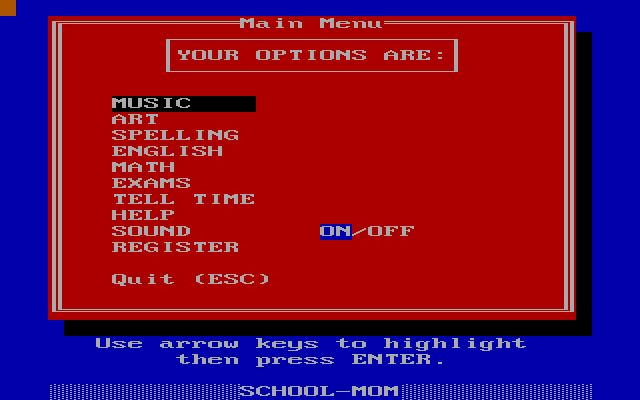 Main Menu
YOUR OPTIONS ARE:
MUSIC
ART
SPELLING
ENGLISH
MATH
EXAMS
TELL TIME
HELP
SOUND ON/OFF
REGISTER
Quit (ESC)
Use arrow keys to highlight
then press ENTER.
SCHOOL-MOM